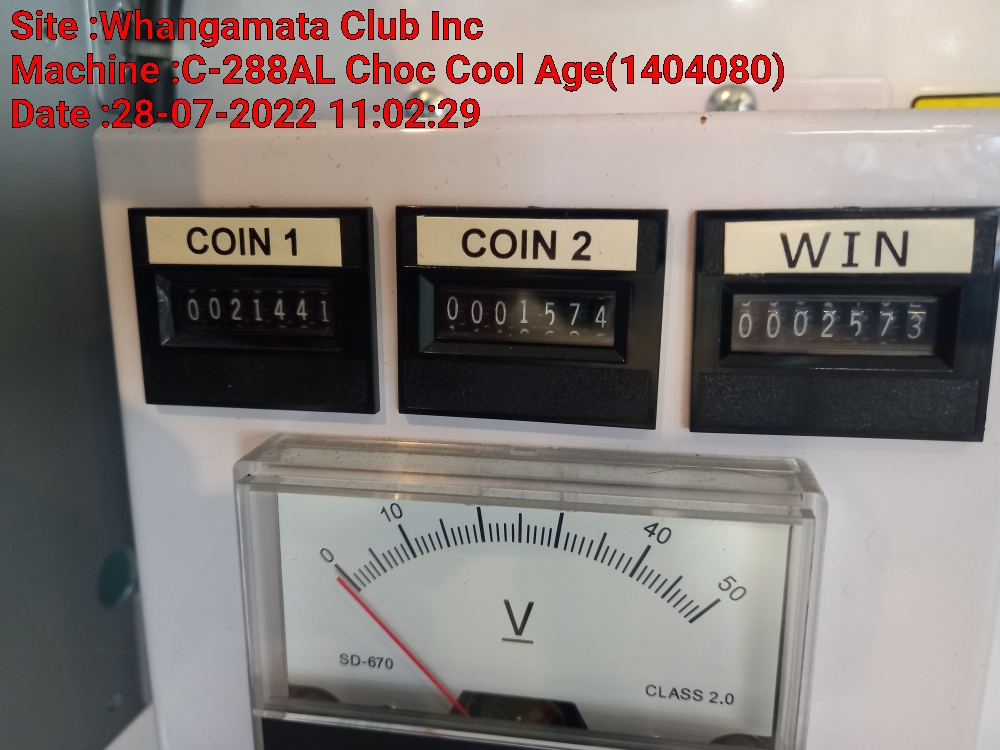 Site :Whangamata Club Inc
Machine :C-288AL Choc Cool Age(1404080)
Date :28-07-2022 11:02:29
COIN 1
COIN 2
WIN
0021441
0001574
0002573
0
10
40
50
V
SD-670
CLASS 2.0